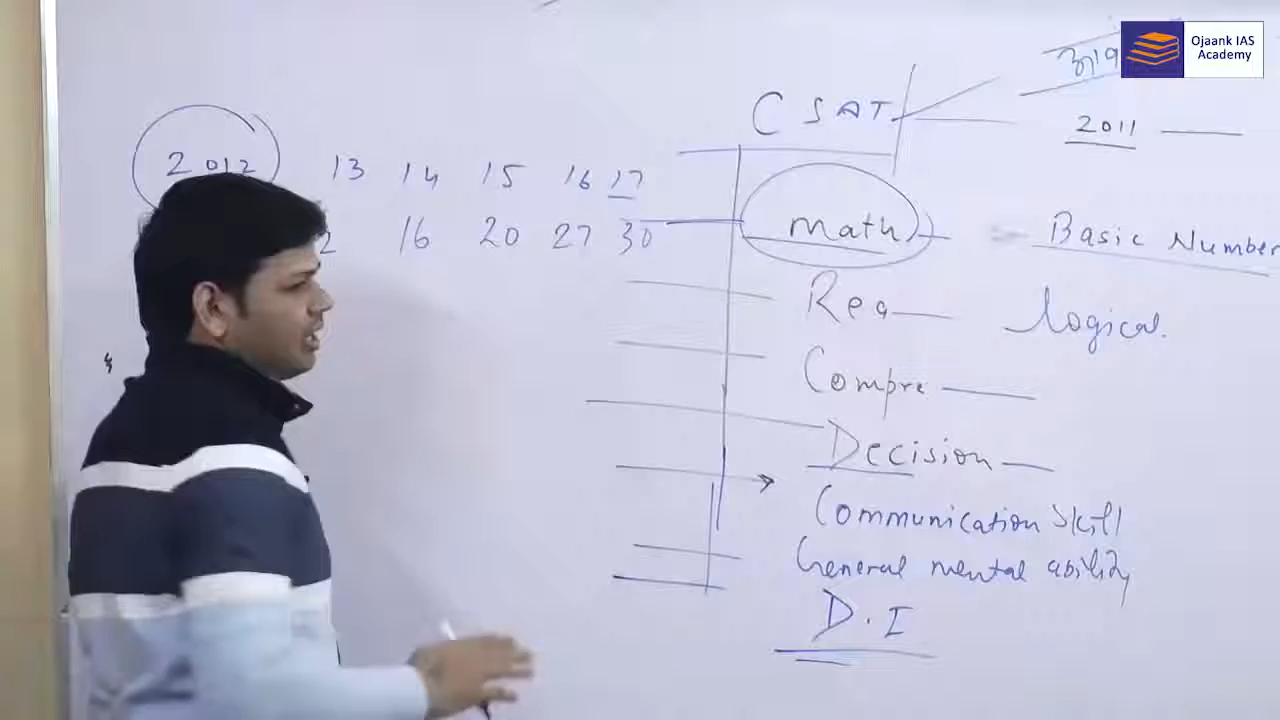 Ojaank IAS
Academy
CSAT
2011
2012 13 14 15 16 17
2 16 20 27 30
math - Basic Number
Rea logical.
Compre
Decision
Communication Skill
General mental ability
D.I